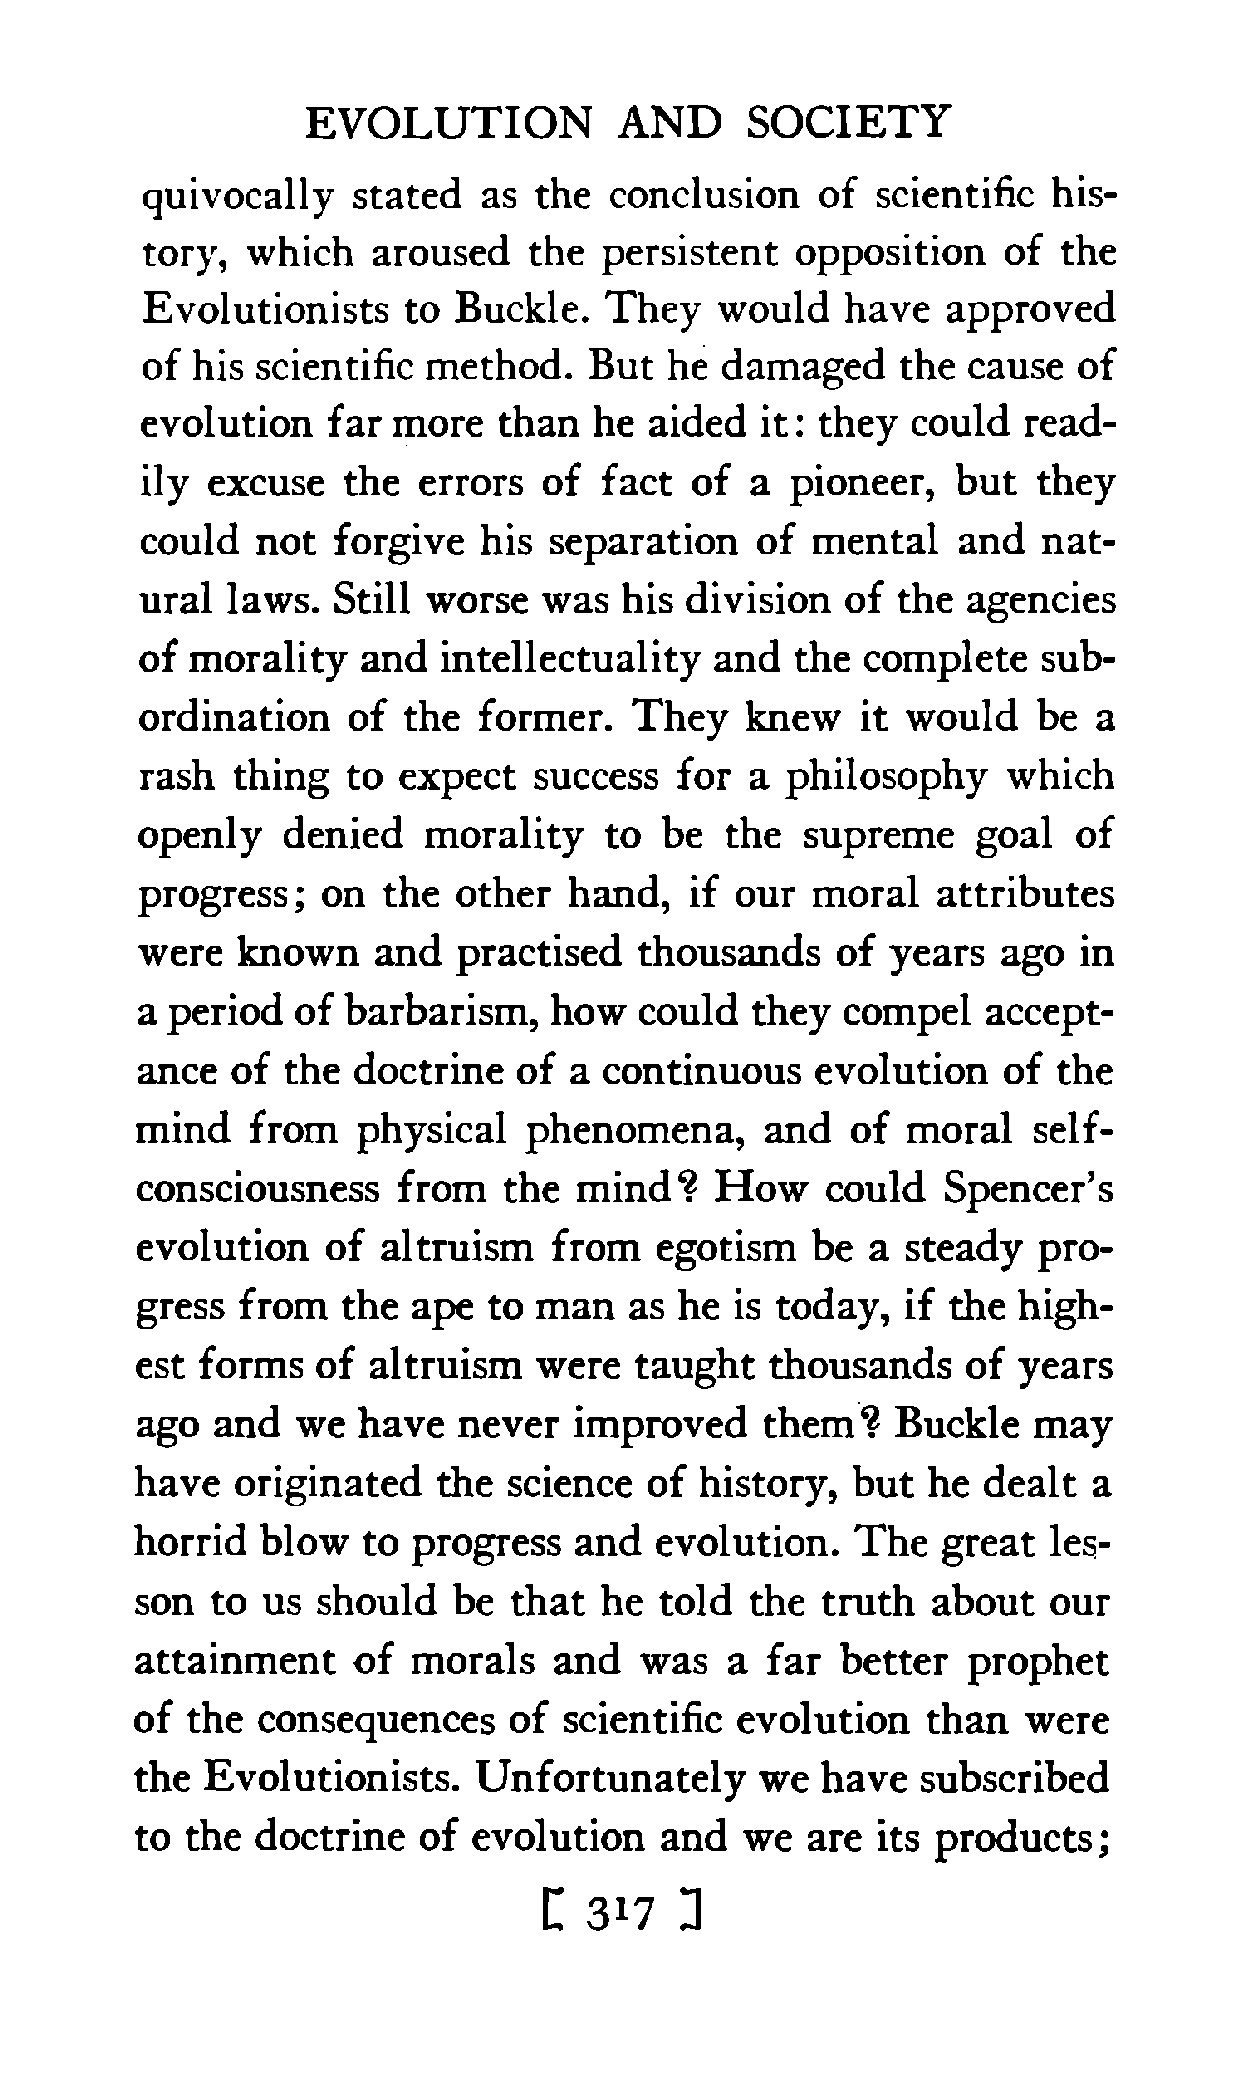 EVOLUTION AND SOCIETY
quivocally stated as the conclusion of scientific his-
tory, which aroused the persistent opposition of the
Evolutionists to Buckle. They would have approved
of his scientific method. But he damaged the cause of
evolution far more than he aided it: they could read-
ily excuse the errors of fact of a pioneer, but they
could not forgive his separation of mental and nat-
ural laws. Still worse was his division of the agencies
of morality and intellectuality and the complete sub-
ordination of the former. They knew it would be a
rash thing to expect success for a philosophy which
openly denied morality to be the supreme goal of
progress; on the other hand, if our moral attributes
were known and practised thousands of years ago in
a period of barbarism, how could they compel accept-
ance of the doctrine of a continuous evolution of the
mind from physical phenomena, and of moral self-
consciousness from the mind? How could Spencer's
evolution of altruism from egotism be a steady pro-
gress from the ape to man as he is today, if the high-
est forms of altruism were taught thousands of years
ago and we have never improved them? Buckle may
have originated the science of history, but he dealt a
horrid blow to progress and evolution. The great les-
son to us should be that he told the truth about our
attainment of morals and was a far better prophet
of the consequences of scientific evolution than were
the Evolutionists. Unfortunately we have subscribed
to the doctrine of evolution and we are its products;
[ 317 ]